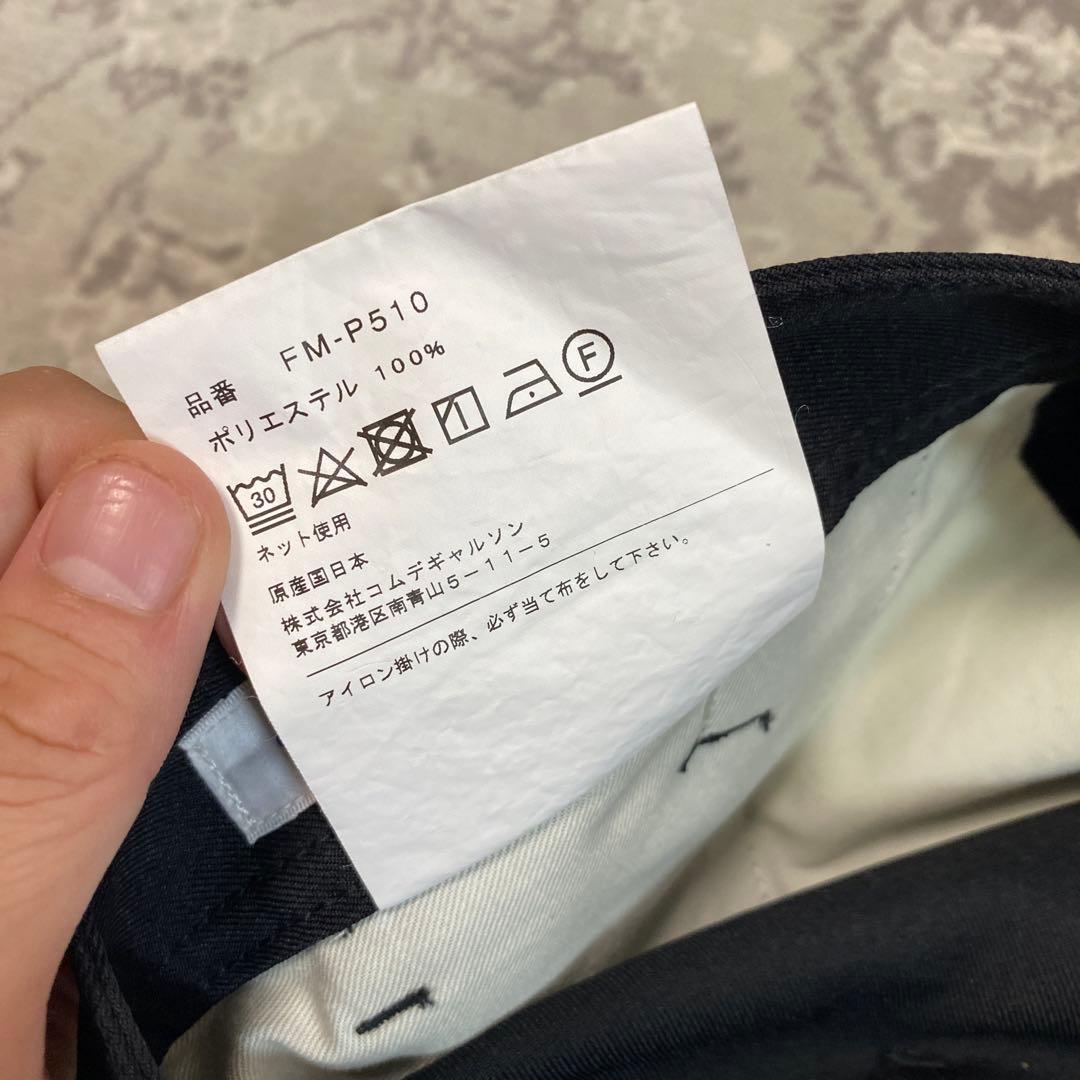 品番 FM-P510
ポリエステル 100%
30 F
ネット使用
原産国日本
株式会社コムデギャルソン
東京都港区南青山5-11-5
アイロン掛けの際、必ず当て布をして下さい。